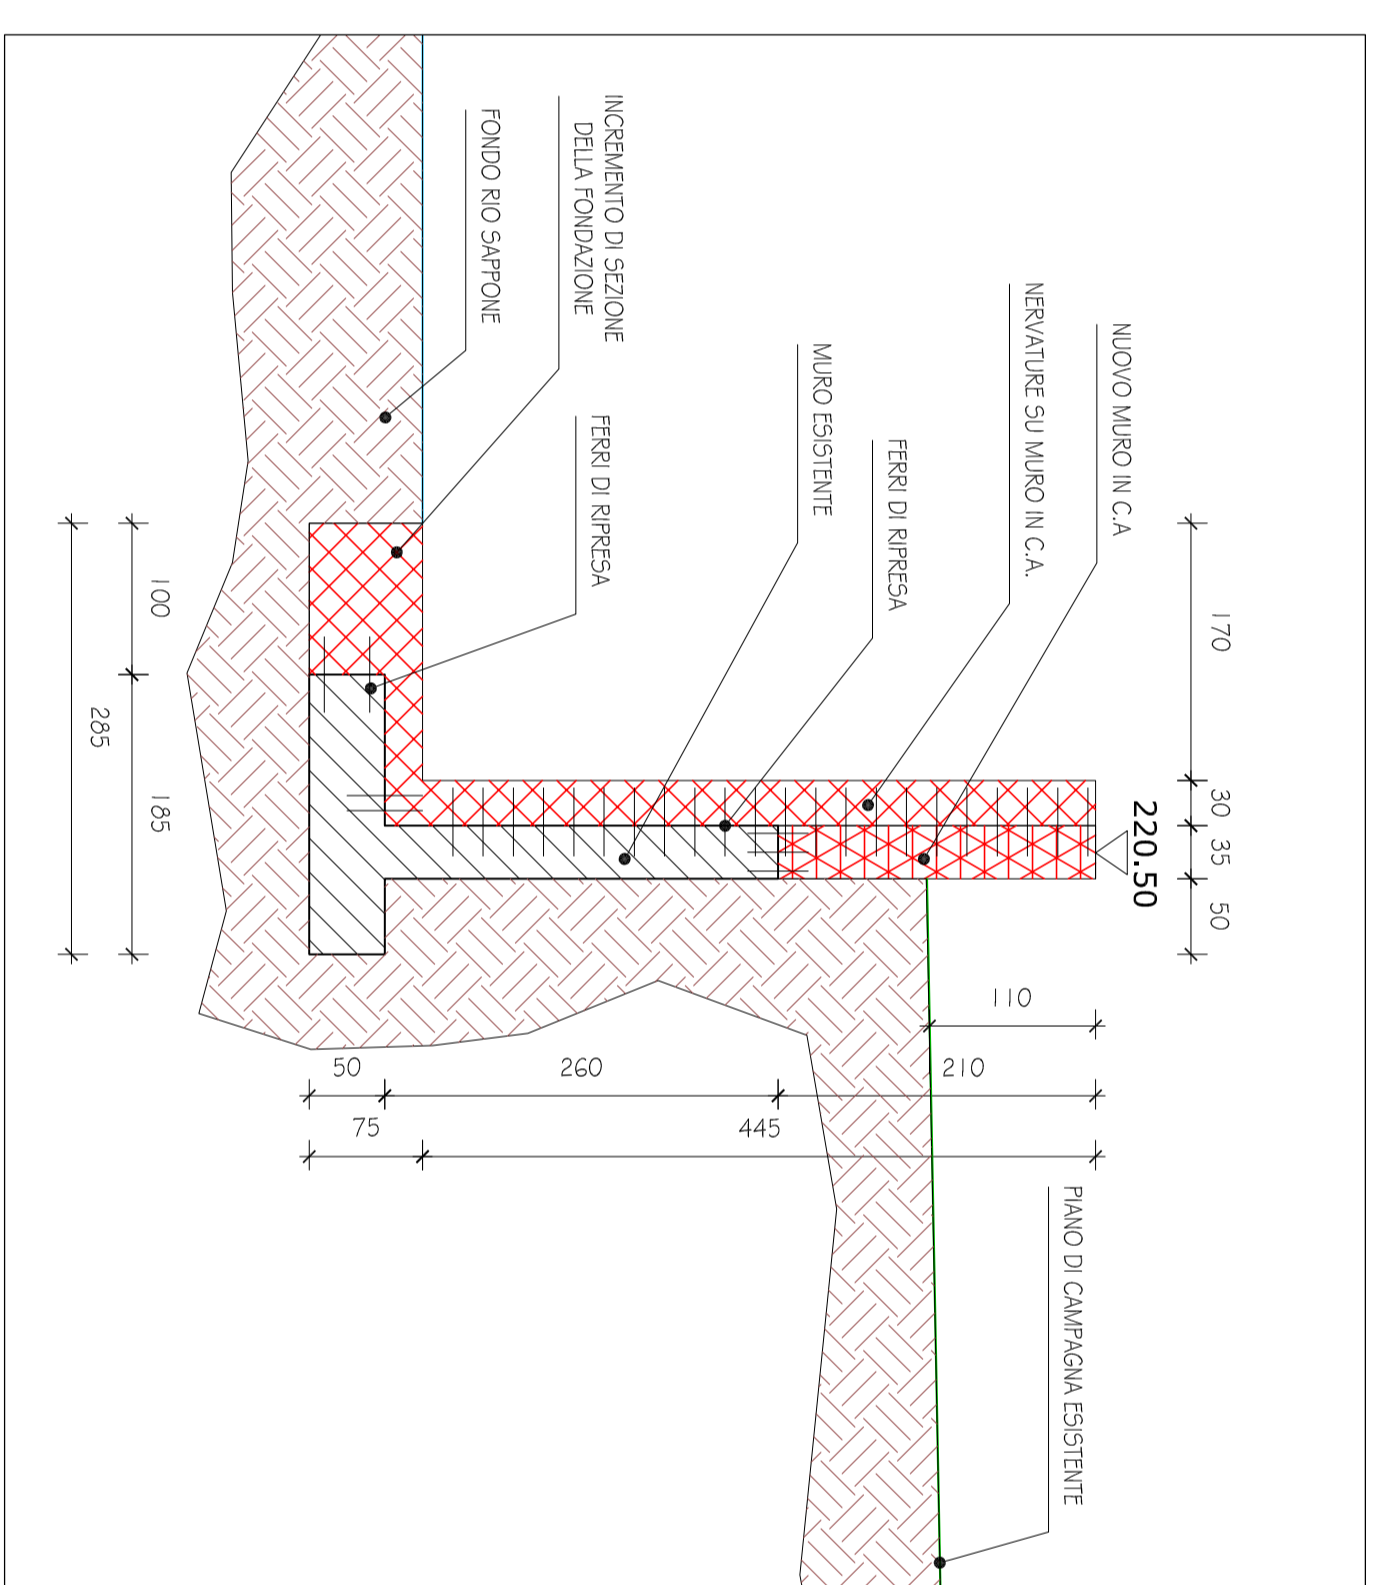 170
30
35
50
220.50
NUOVO MURO IN C.A
NERVATURE SU MURO IN C.A.
FERRI DI RIPRESA
MURO ESISTENTE
INCREMENTO DI SEZIONE
DELLA FONDAZIONE
FERRI DI RIPRESA
FONDO RIO SAPPONE
PIANO DI CAMPAGNA ESISTENTE
110
210
260
50
445
75
100
185
285